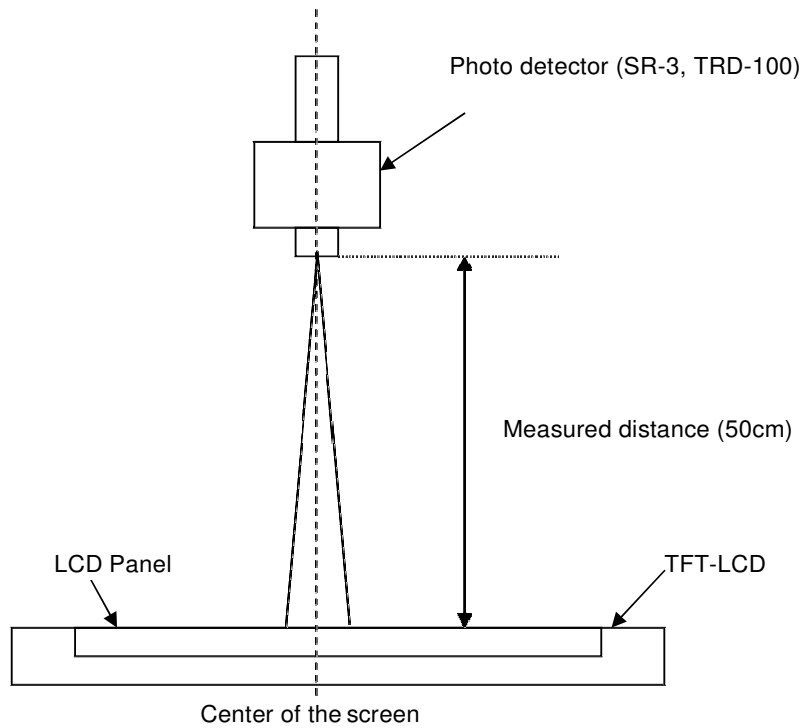 Photo detector (SR-3, TRD-100)
Measured distance (50cm)
LCD Panel
TFT-LCD
Center of the screen